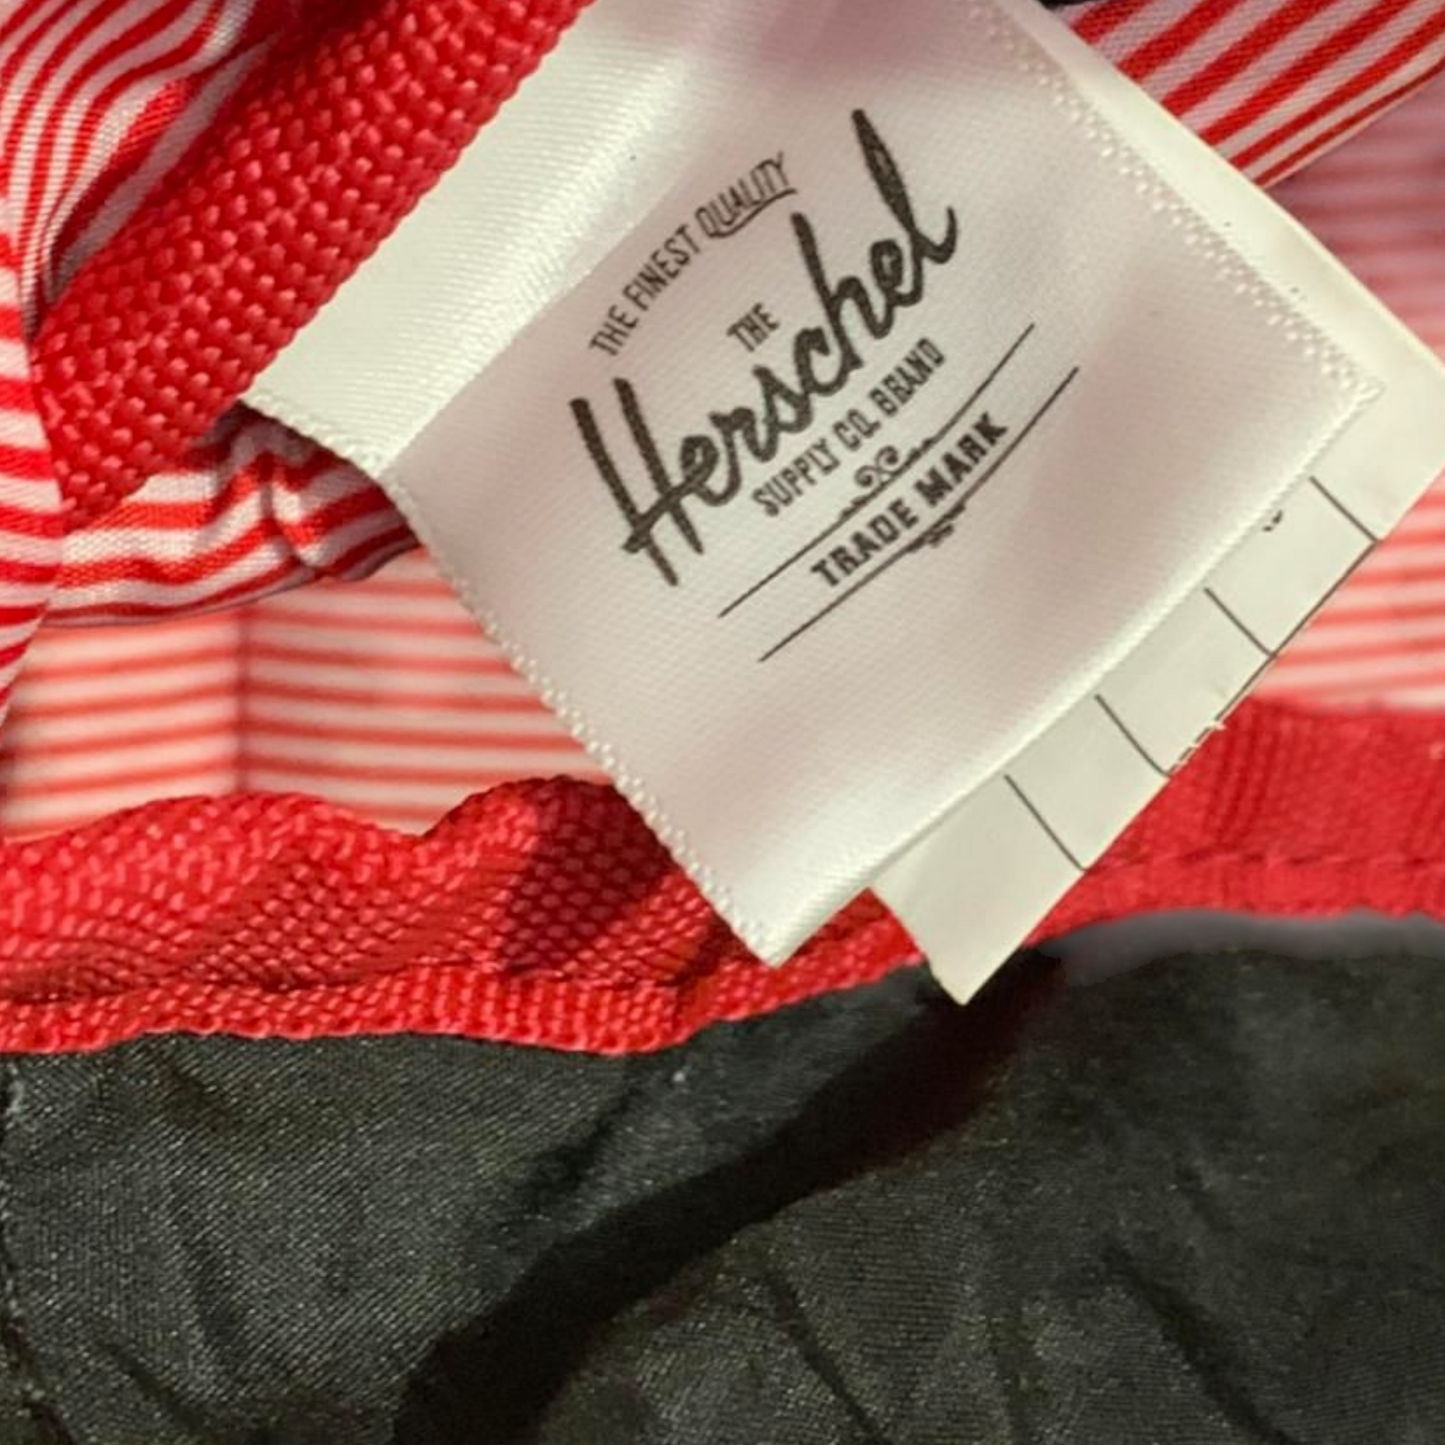 THE FINEST QUALITY
THE
Herschel
SUPPLY CO. BRAND
TRADE MARK